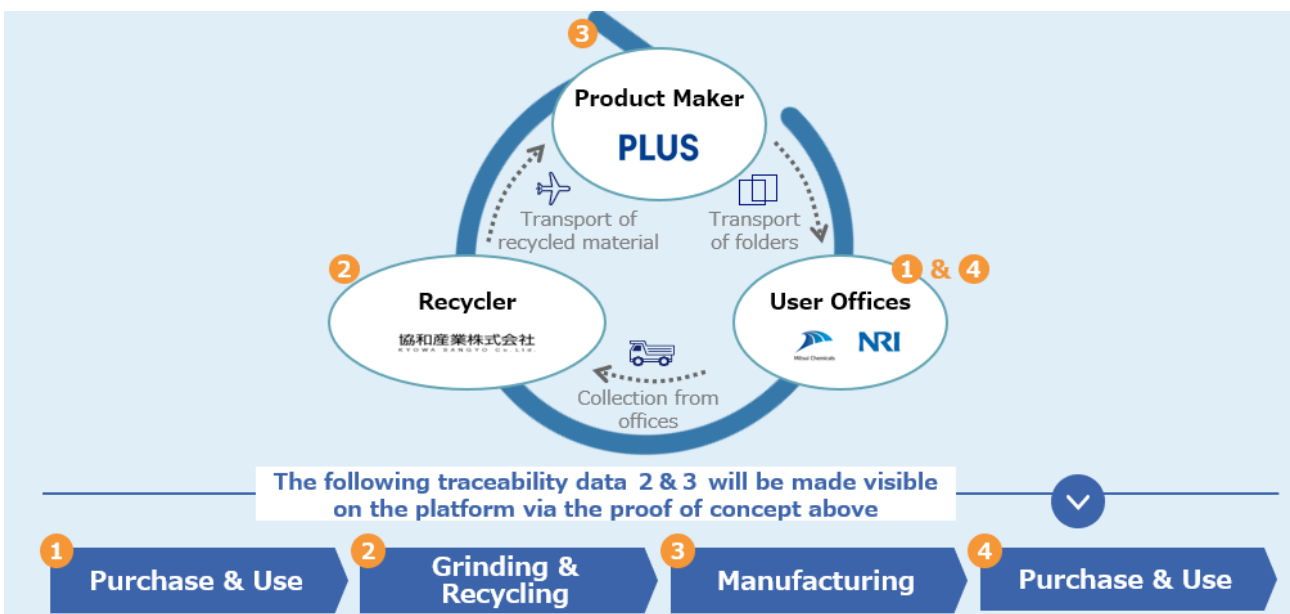 3
Product Maker
PLUS
Transport of
recycled material
Transport
of folders
2
Recycler
協和産業株式会社
KYOWA SANGYO Co.Ltd.
1 & 4
User Offices
Mitsui Chemicals
NRI
Collection from
offices
The following traceability data 2 & 3 will be made visible
on the platform via the proof of concept above
1
Purchase & Use
2
Grinding &
Recycling
3
Manufacturing
4
Purchase & Use